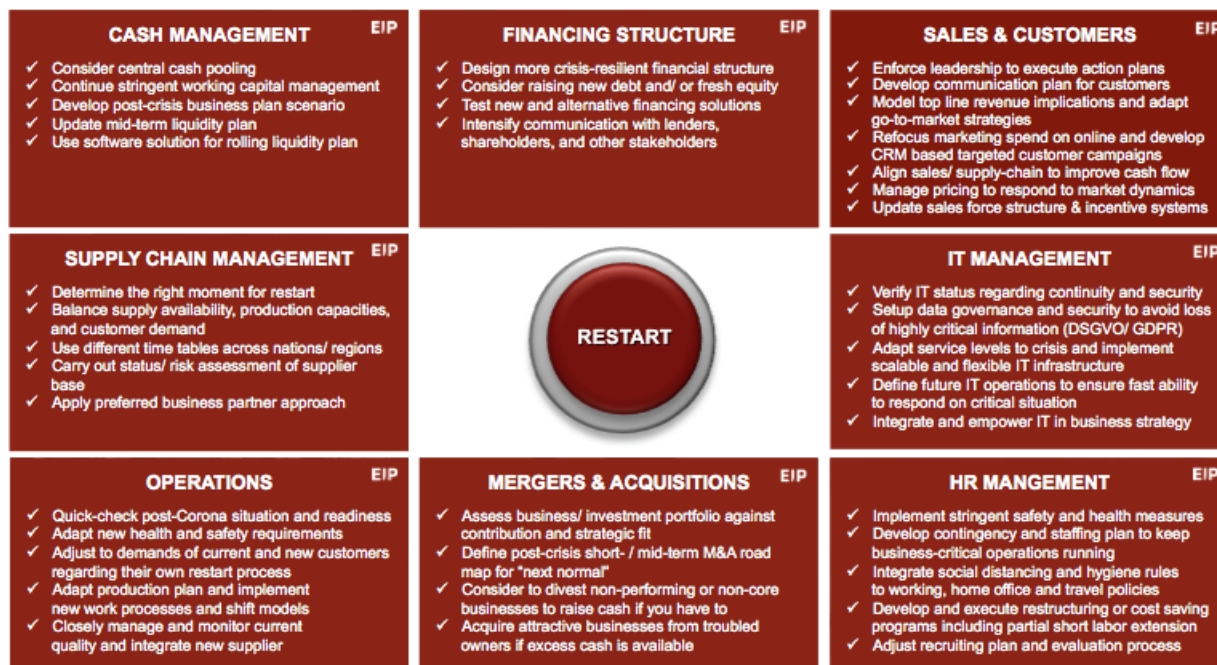 CASH MANAGEMENT
EIP
✓ Consider central cash pooling
✓ Continue stringent working capital management
✓ Develop post-crisis business plan scenario
✓ Update mid-term liquidity plan
✓ Use software solution for rolling liquidity plan
FINANCING STRUCTURE
EIP
✓ Design more crisis-resilient financial structure
✓ Consider raising new debt and/ or fresh equity
✓ Test new and alternative financing solutions
✓ Intensify communication with lenders,
shareholders, and other stakeholders
SALES & CUSTOMERS
EIP
✓ Enforce leadership to execute action plans
✓ Develop communication plan for customers
✓ Model top line revenue implications and adapt
go-to-market strategies
✓ Refocus marketing spend on online and develop
CRM based targeted customer campaigns
✓ Align sales/ supply-chain to improve cash flow
✓ Manage pricing to respond to market dynamics
✓ Update sales force structure & incentive systems
SUPPLY CHAIN MANAGEMENT
EIP
✓ Determine the right moment for restart
✓ Balance supply availability, production capacities,
and customer demand
✓ Use different time tables across nations/ regions
✓ Carry out status/ risk assessment of supplier
base
✓ Apply preferred business partner approach
RESTART
IT MANAGEMENT
EIP
✓ Verify IT status regarding continuity and security
✓ Setup data governance and security to avoid loss
of highly critical information (DSGVO/ GDPR)
✓ Adapt service levels to crisis and implement
scalable and flexible IT infrastructure
✓ Define future IT operations to ensure fast ability
to respond on critical situation
✓ Integrate and empower IT in business strategy
OPERATIONS
EIP
✓ Quick-check post-Corona situation and readiness
✓ Adapt new health and safety requirements
✓ Adjust to demands of current and new customers
regarding their own restart process
✓ Adapt production plan and implement
new work processes and shift models
✓ Closely manage and monitor current
quality and integrate new supplier
MERGERS & ACQUISITIONS
EIP
✓ Assess business/ investment portfolio against
contribution and strategic fit
✓ Define post-crisis short- / mid-term M&A road
map for "next normal"
✓ Consider to divest non-performing or non-core
businesses to raise cash if you have to
✓ Acquire attractive businesses from troubled
owners if excess cash is available
HR MANGEMENT
EIP
✓ Implement stringent safety and health measures
✓ Develop contingency and staffing plan to keep
business-critical operations running
✓ Integrate social distancing and hygiene rules
to working, home office and travel policies
✓ Develop and execute restructuring or cost saving
programs including partial short labor extension
✓ Adjust recruiting plan and evaluation process